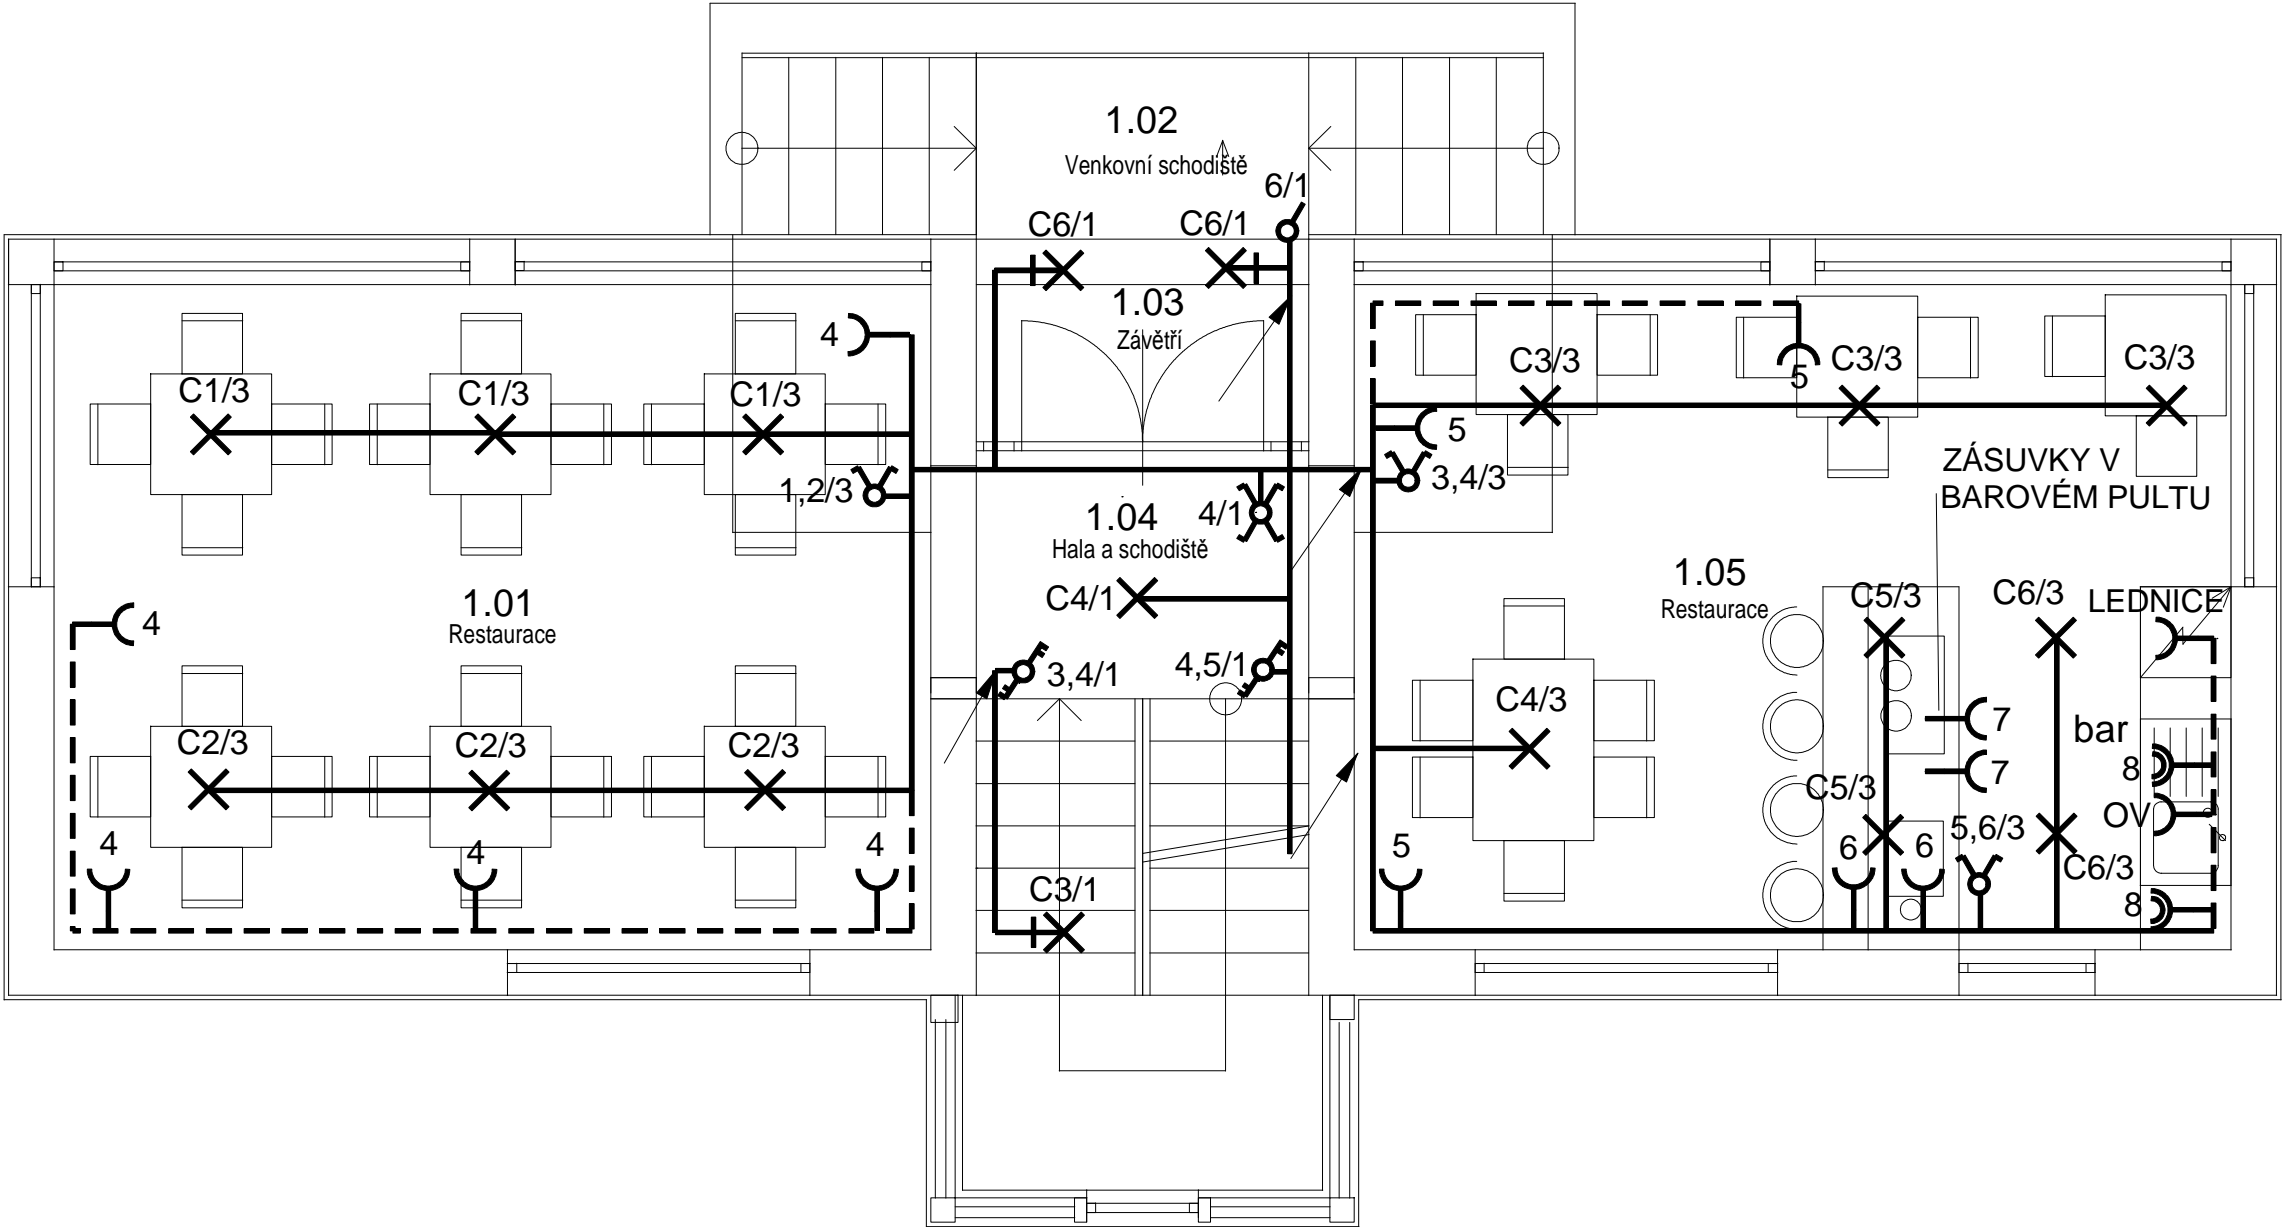 1.02
Venkovní schodiště
6/1
C6/1
C6/1
1.03
Závětří
4
C1/3
C1/3
C1/3
C3/3
5
C3/3
C3/3
5
1,2/3
3,4/3
ZÁSUVKY V
BAROVÉM PULTU
1.04
4/1
Hala a schodiště
C4/1
1.01
Restaurace
4
1.05
Restaurace
C5/3
C6/3
LEDNICE
3,4/1
4,5/1
C4/3
7
7
bar
C2/3
C2/3
C2/3
8
C5/3
OV
4
4
4
C3/1
5
6
6
5,6/3
C6/3
8